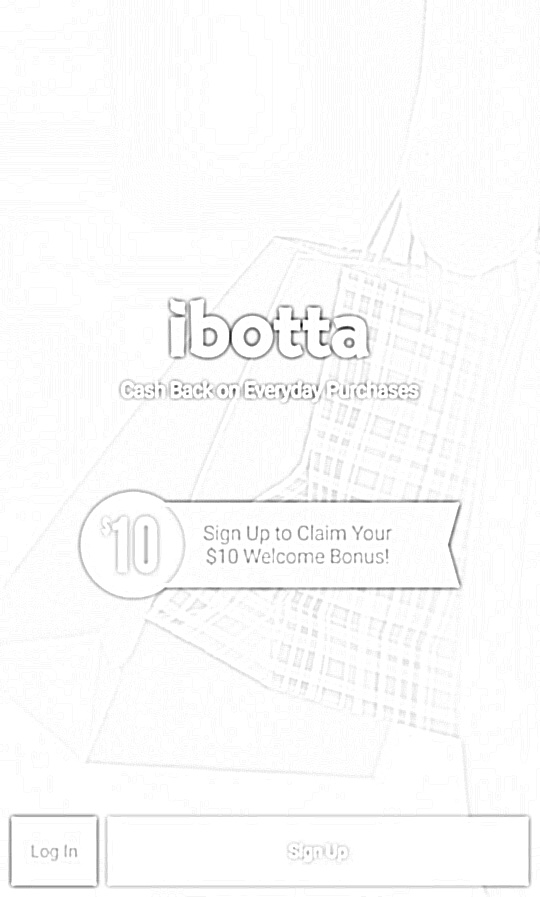 ibotta
Cash Back on Everyday Purchases
$10
Sign Up to Claim Your
$10 Welcome Bonus!
Log In
Sign Up